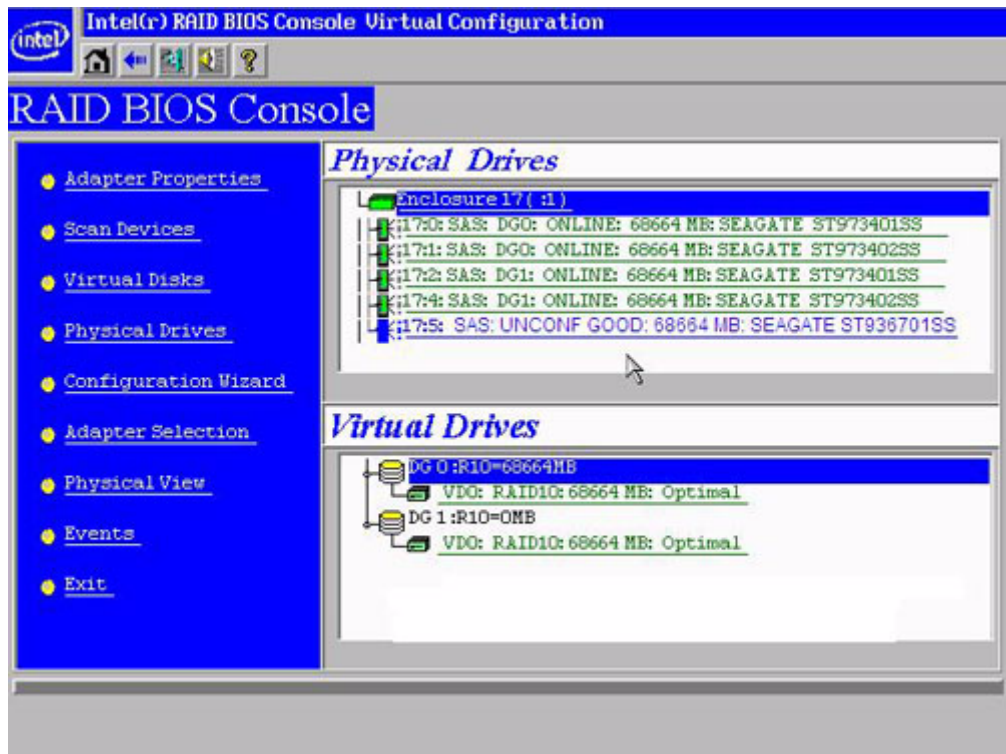 Intel(r) RAID BIOS Console Virtual Configuration
intel
RAID BIOS Console
Adapter Properties
Scan Devices
Virtual Disks
Physical Drives
Configuration Wizard
Adapter Selection
Physical View
Events
Exit
Physical Drives
Enclosure 17( :1)
17:0: SAS: DG0: ONLINE: 68664 MB: SEAGATE ST973401SS
17:1: SAS: DG0: ONLINE: 68664 MB: SEAGATE ST973402SS
17:2: SAS: DG1: ONLINE: 68664 MB: SEAGATE ST973401SS
17:4: SAS: DG1: ONLINE: 68664 MB: SEAGATE ST973402SS
17:5: SAS: UNCONF GOOD: 68664 MB: SEAGATE ST936701SS
Virtual Drives
DG 0 :R10=68664MB
VD0: RAID10: 68664 MB: Optimal
DG 1 :R10=0MB
VD0: RAID10: 68664 MB: Optimal